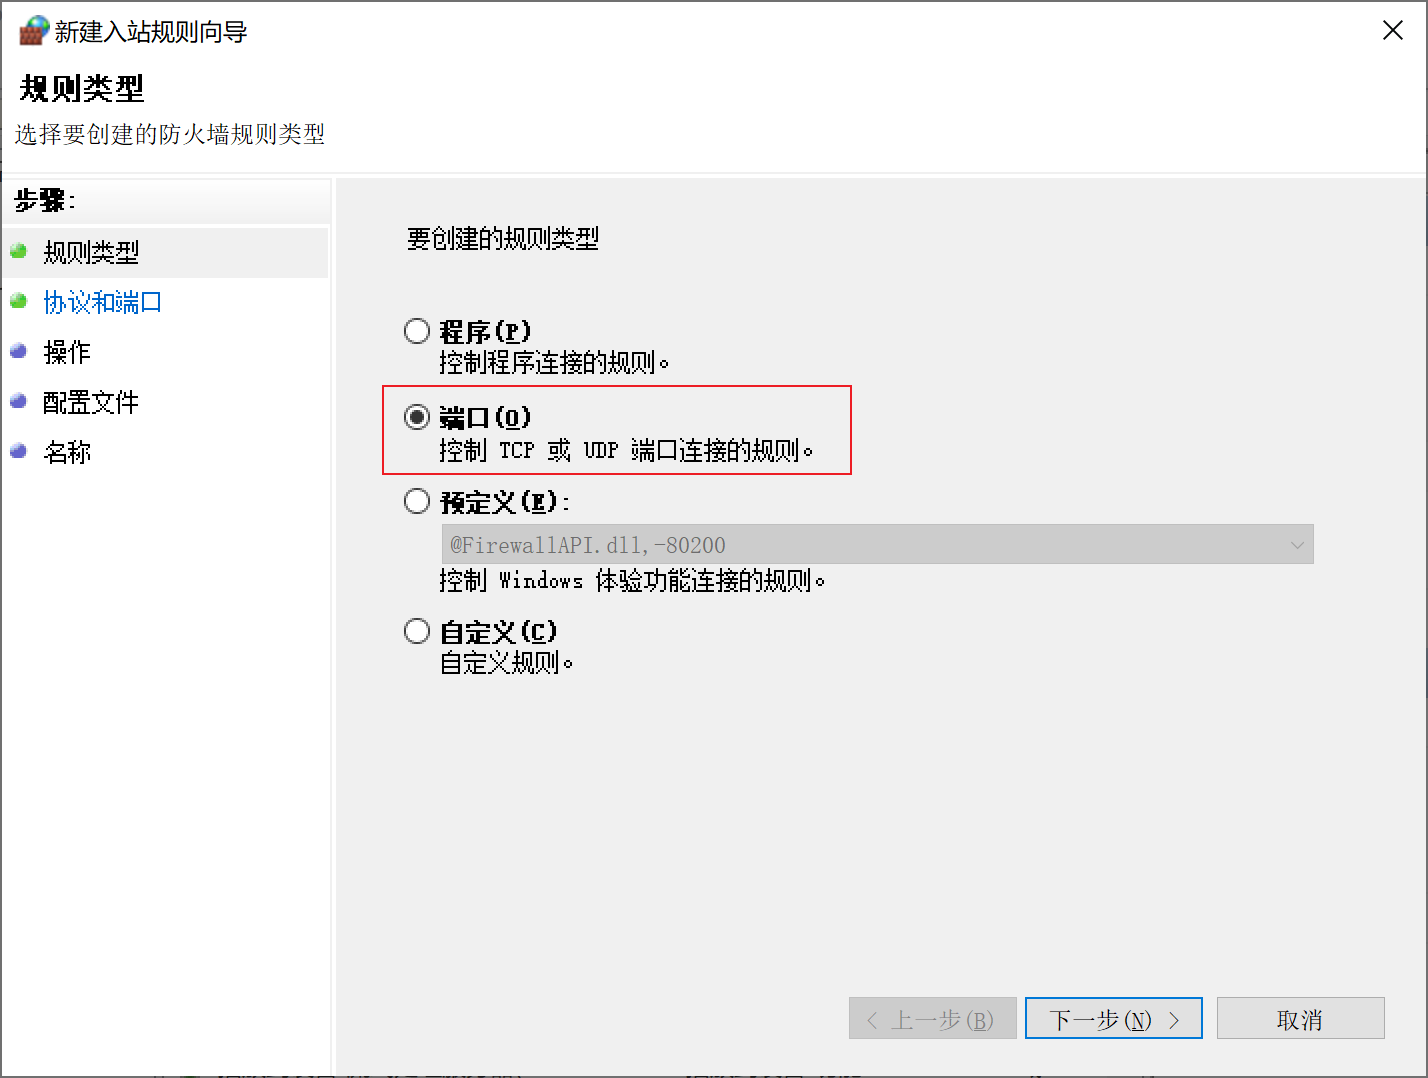 新建入站规则向导
规则类型
选择要创建的防火墙规则类型
步骤:
规则类型
协议和端口
操作
配置文件
名称
要创建的规则类型
程序(P)
控制程序连接的规则。
端口(O)
控制 TCP 或 UDP 端口连接的规则。
预定义(E):
@FirewallAPI.dll,-80200
控制 Windows 体验功能连接的规则。
自定义(C)
自定义规则。
< 上一步(B)
下一步(N) >
取消